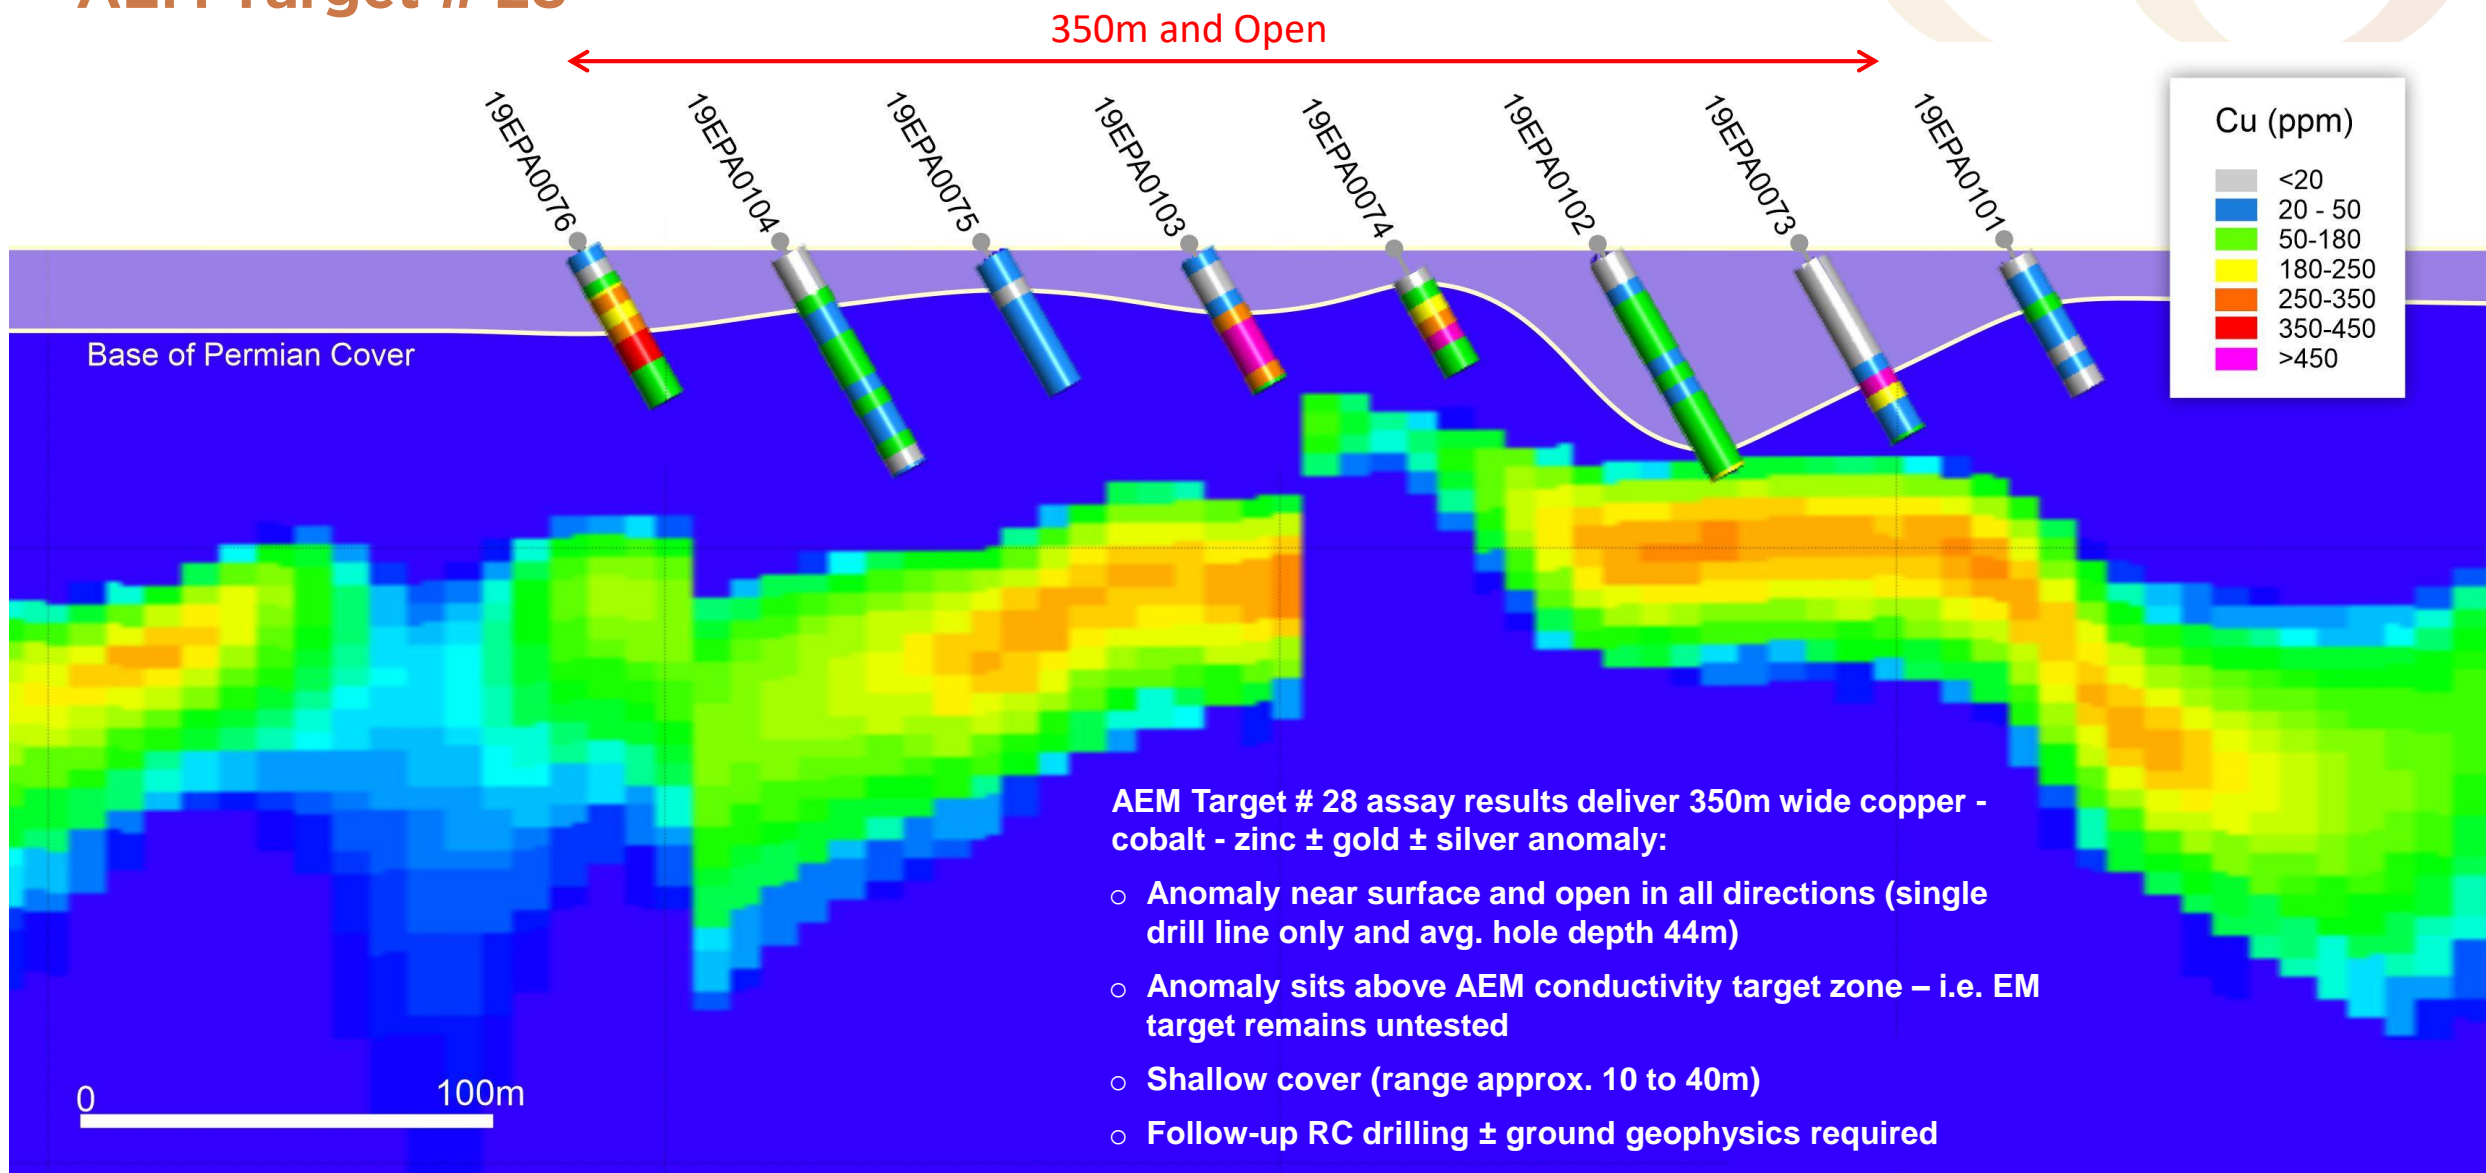 AEM Target # 28
350m and Open
19EPA0076
19EPA0104
19EPA0075
19EPA0103
19EPA0074
19EPA0102
19EPA0073
19EPA0101
Cu (ppm)
<20
20 - 50
50-180
180-250
250-350
350-450
>450
Base of Permian Cover
AEM Target # 28 assay results deliver 350m wide copper -
cobalt - zinc ± gold ± silver anomaly:
○ Anomaly near surface and open in all directions (single
drill line only and avg. hole depth 44m)
○ Anomaly sits above AEM conductivity target zone – i.e. EM
target remains untested
○ Shallow cover (range approx. 10 to 40m)
○ Follow-up RC drilling ± ground geophysics required
0 100m